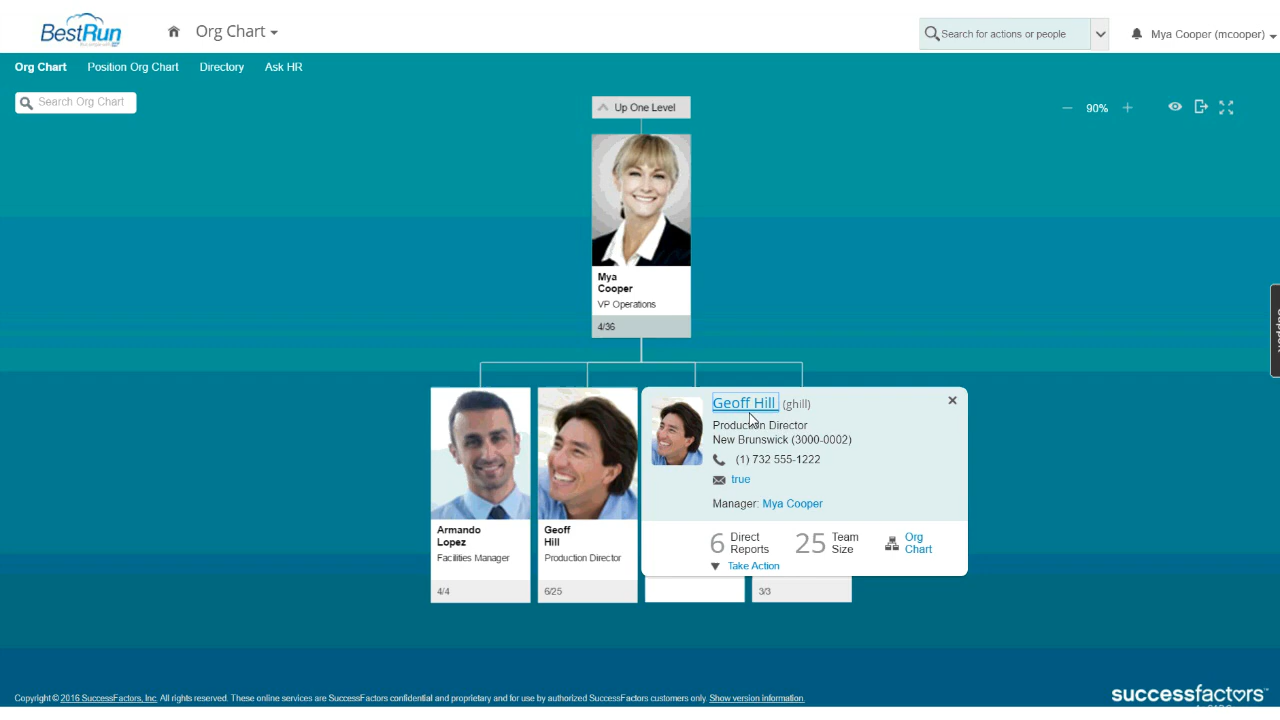 BestRun
Org Chart
Search for actions or people
Mya Cooper (mcooper)
Org Chart
Position Org Chart
Directory
Ask HR
Search Org Chart
Up One Level
90%
Mya
Cooper
VP Operations
4/36
Geoff Hill (ghill)
Production Director
New Brunswick (3000-0002)
(1) 732 555-1222
true
Manager: Mya Cooper
6 Direct Reports
25 Team Size
Org Chart
Take Action
Armando
Lopez
Facilities Manager
4/4
Geoff
Hill
Production Director
6/25
3/3
Copyright © 2016 SuccessFactors, Inc. All rights reserved. These online services are SuccessFactors confidential and proprietary and for use by authorized SuccessFactors customers only. Show version information.
successfactors™